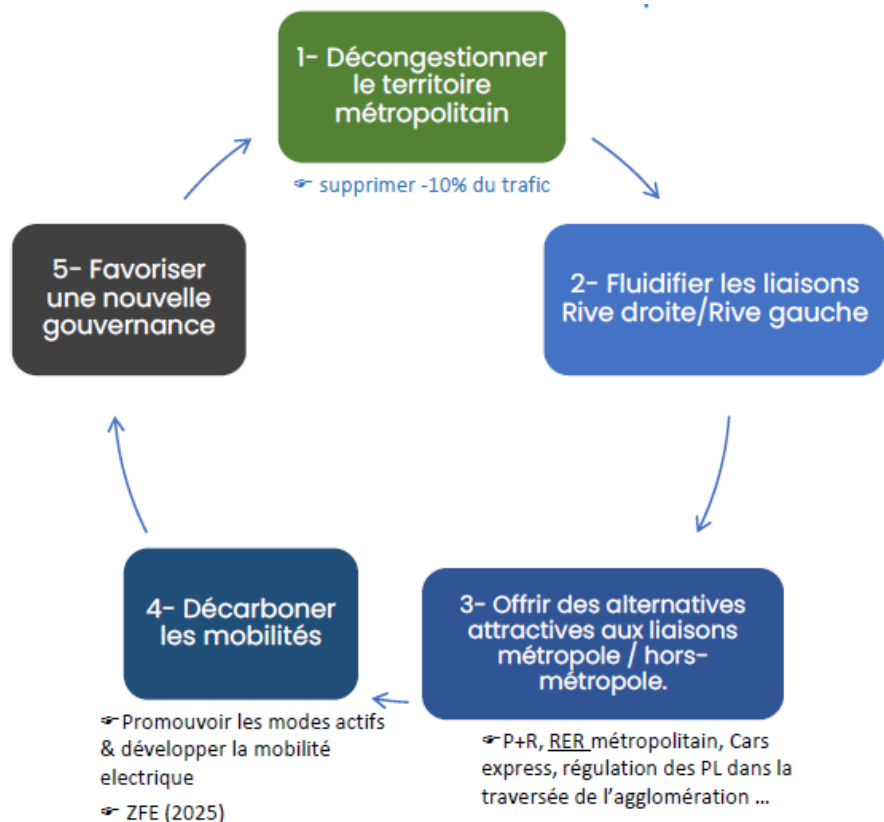 1- Décongestionner
le territoire
métropolitain
☞ supprimer -10% du trafic
2- Fluidifier les liaisons
Rive droite/Rive gauche
3- Offrir des alternatives
attractives aux liaisons
métropole / hors-
métropole.
☞P+R, RER métropolitain, Cars
express, régulation des PL dans la
traversée de l’agglomération ...
4- Décarboner
les mobilités
☞Promouvoir les modes actifs
& développer la mobilité
electrique
☞ ZFE (2025)
5- Favoriser
une nouvelle
gouvernance